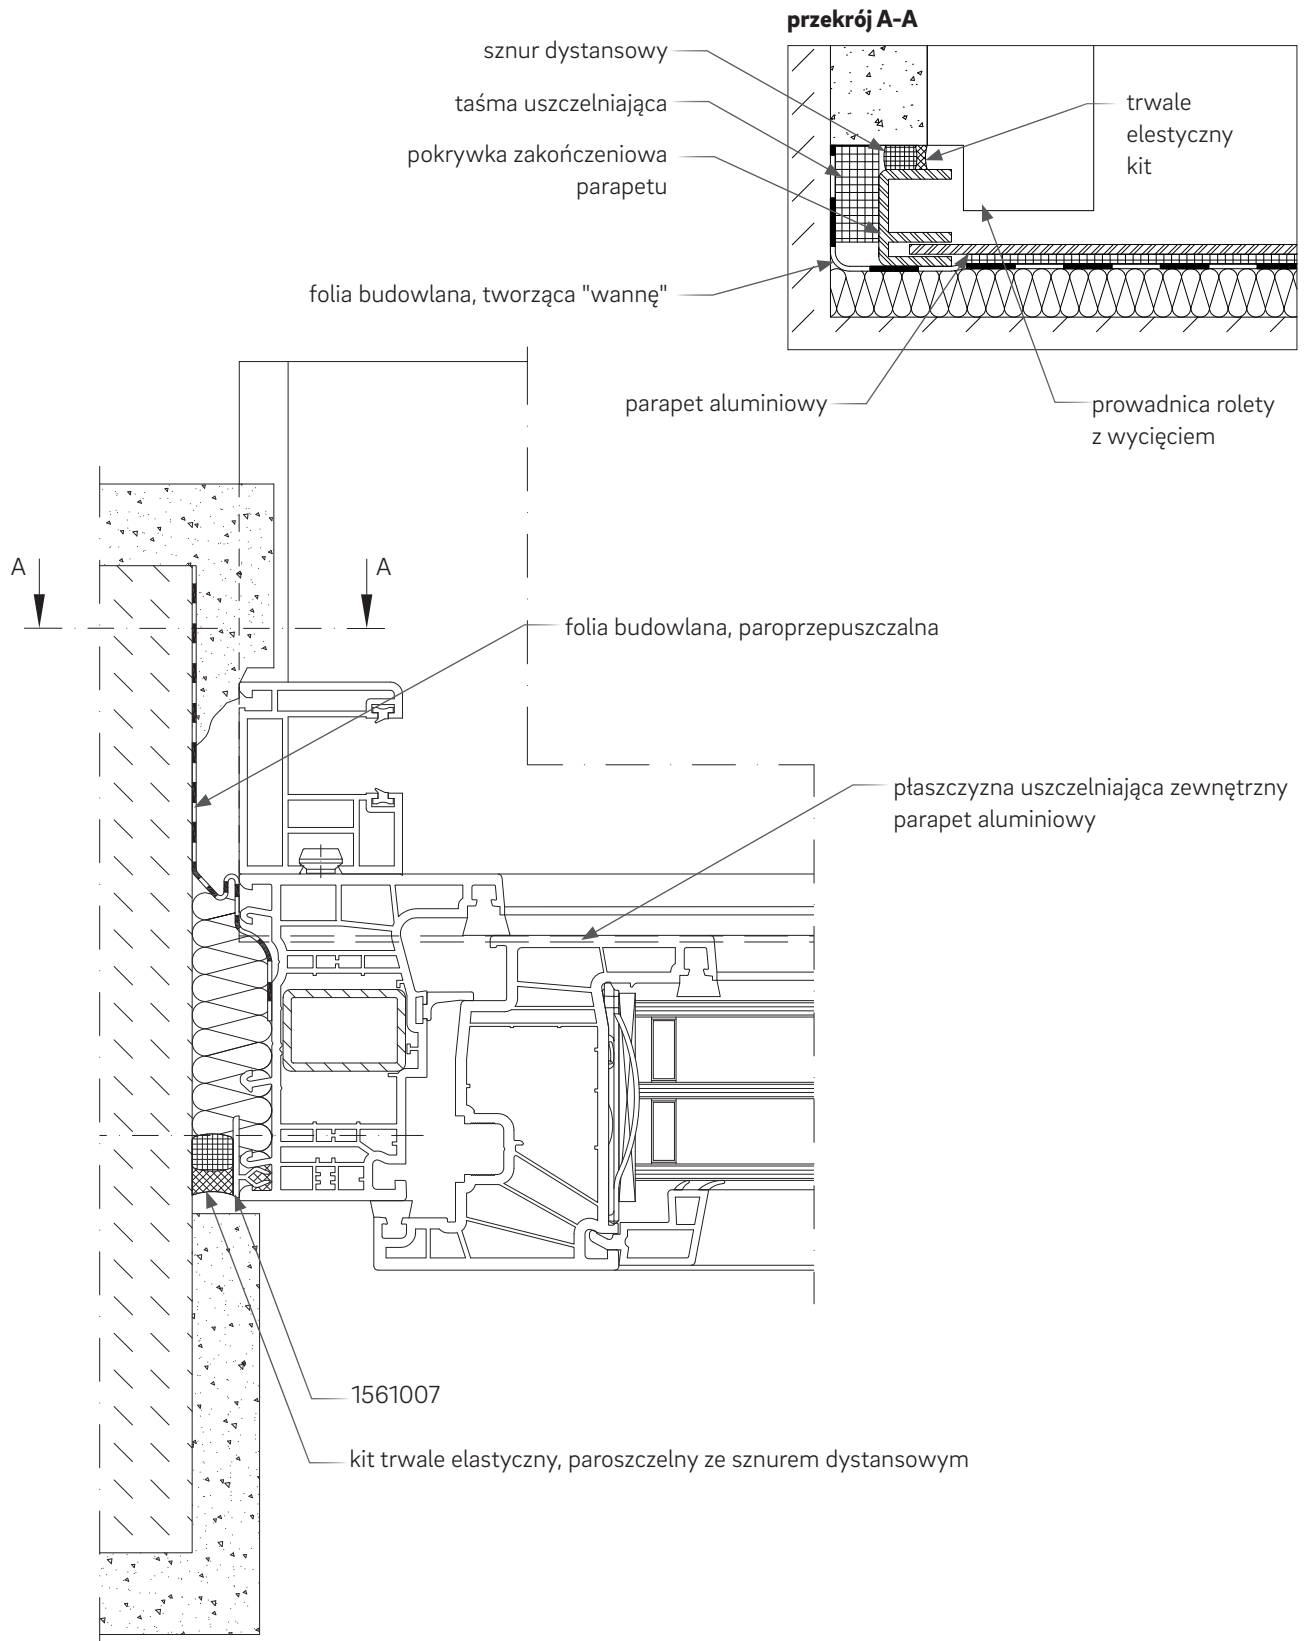 przekrój A-A
sznur dystansowy
taśma uszczelniająca
pokrywka zakończeniowa
parapetu
trwale
elestyczny
kit
folia budowlana, tworząca "wannę"
parapet aluminiowy
prowadnica rolety
z wycięciem
A
A
folia budowlana, paroprzepuszczalna
płaszczyzna uszczelniająca zewnętrzny
parapet aluminiowy
1561007
kit trwale elastyczny, paroszczelny ze sznurem dystansowym